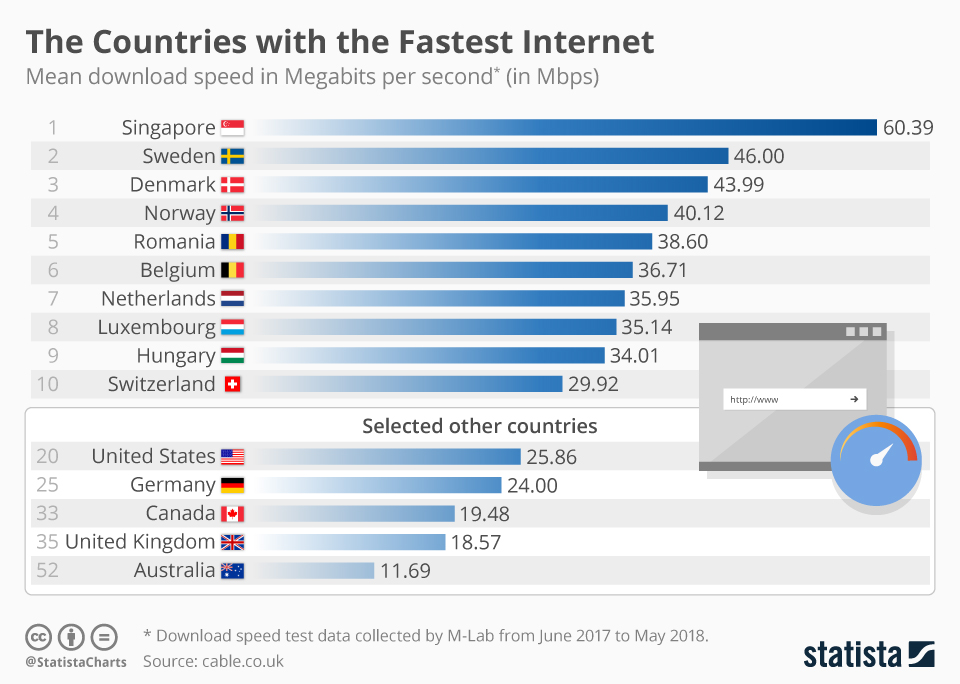 The Countries with the Fastest Internet
Mean download speed in Megabits per second* (in Mbps)
1 Singapore 60.39
2 Sweden 46.00
3 Denmark 43.99
4 Norway 40.12
5 Romania 38.60
6 Belgium 36.71
7 Netherlands 35.95
8 Luxembourg 35.14
9 Hungary 34.01
10 Switzerland 29.92
http://www
Selected other countries
20 United States 25.86
25 Germany 24.00
33 Canada 19.48
35 United Kingdom 18.57
52 Australia 11.69
cc
@StatistaCharts
* Download speed test data collected by M-Lab from June 2017 to May 2018.
Source: cable.co.uk
statista